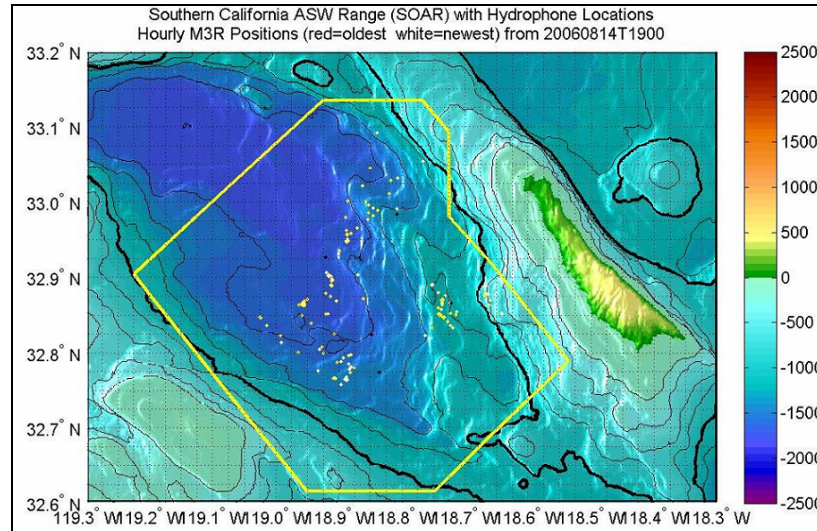 Southern California ASW Range (SOAR) with Hydrophone Locations
Hourly M3R Positions (red=oldest white=newest) from 20060814T1900
33.2° N
33.1° N
33.0° N
32.9° N
32.8° N
32.7° N
32.6° N
119.3° W119.2° W119.1° W119.0° W118.9° W118.8° W118.7° W118.6° W118.5° W118.4° W118.3° W
2500
2000
1500
1000
500
0
-500
-1000
-1500
-2000
-2500